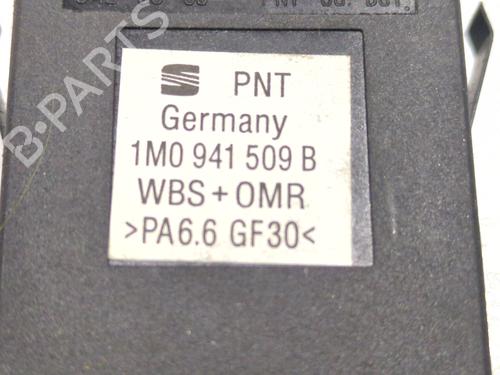 PNT
Germany
1M0 941 509 B
WBS+OMR
>PA6.6 GF30<
B-PARTS